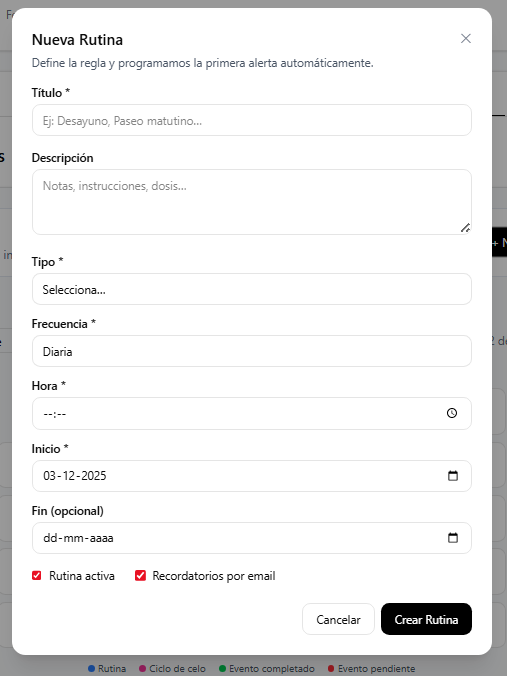 Nueva Rutina
Define la regla y programamos la primera alerta automáticamente.
Título *
Ej: Desayuno, Paseo matutino...
Descripción
Notas, instrucciones, dosis...
Tipo *
Selecciona...
Frecuencia *
Diaria
Hora *
--:--
Inicio *
03-12-2025
Fin (opcional)
dd-mm-aaaa
Rutina activa
Recordatorios por email
Cancelar
Crear Rutina
Rutina
Ciclo de celo
Evento completado
Evento pendiente